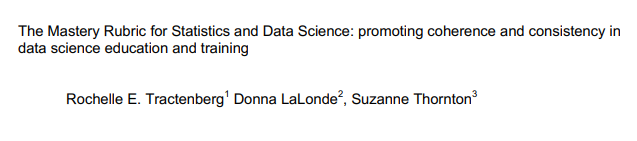 The Mastery Rubric for Statistics and Data Science: promoting coherence and consistency in
data science education and training
Rochelle E. Tractenberg¹ Donna LaLonde², Suzanne Thornton³